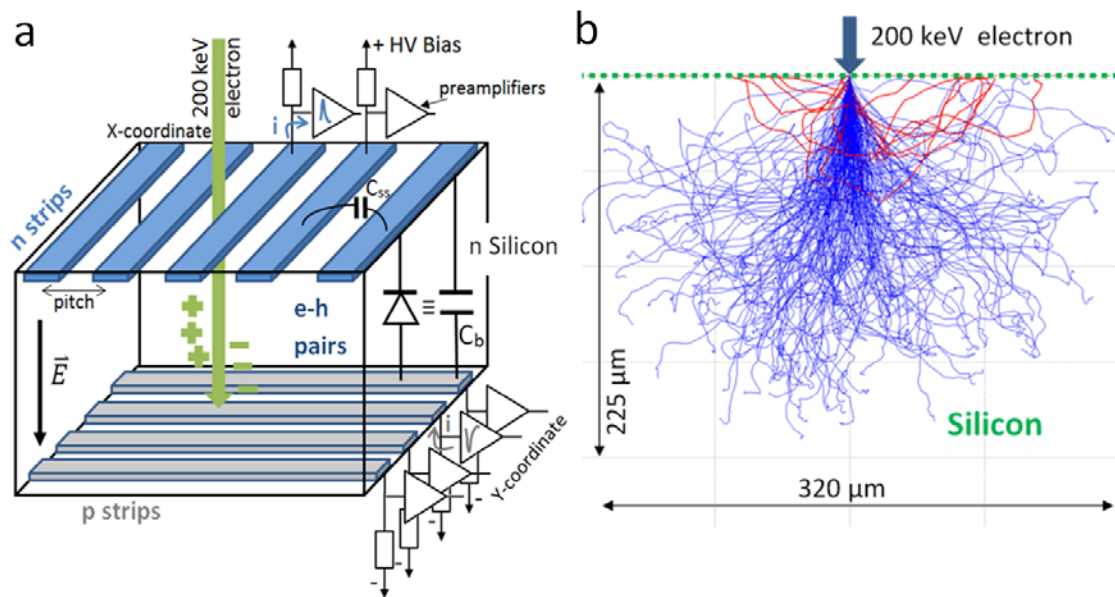 a
200 keV
electron
+ HV Bias
preamplifiers
i
X-coordinate
n strips
Css
n Silicon
pitch
e-h
pairs
≡
Cb
E
+
+
+
−
−
−
i
Y-coordinate
p strips
-
-
-
-
b
200 keV electron
225 µm
Silicon
320 µm